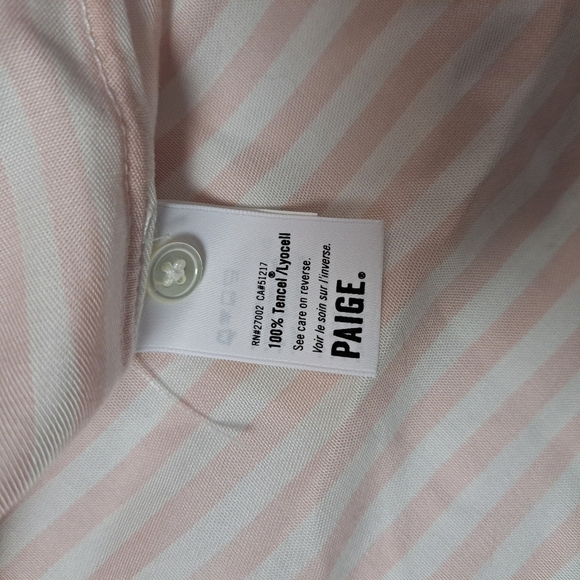 RN#27002 CA#51217
100% Tencel®/Lyocell
See care on reverse.
Voir le soin sur l'inverse.
PAIGE®